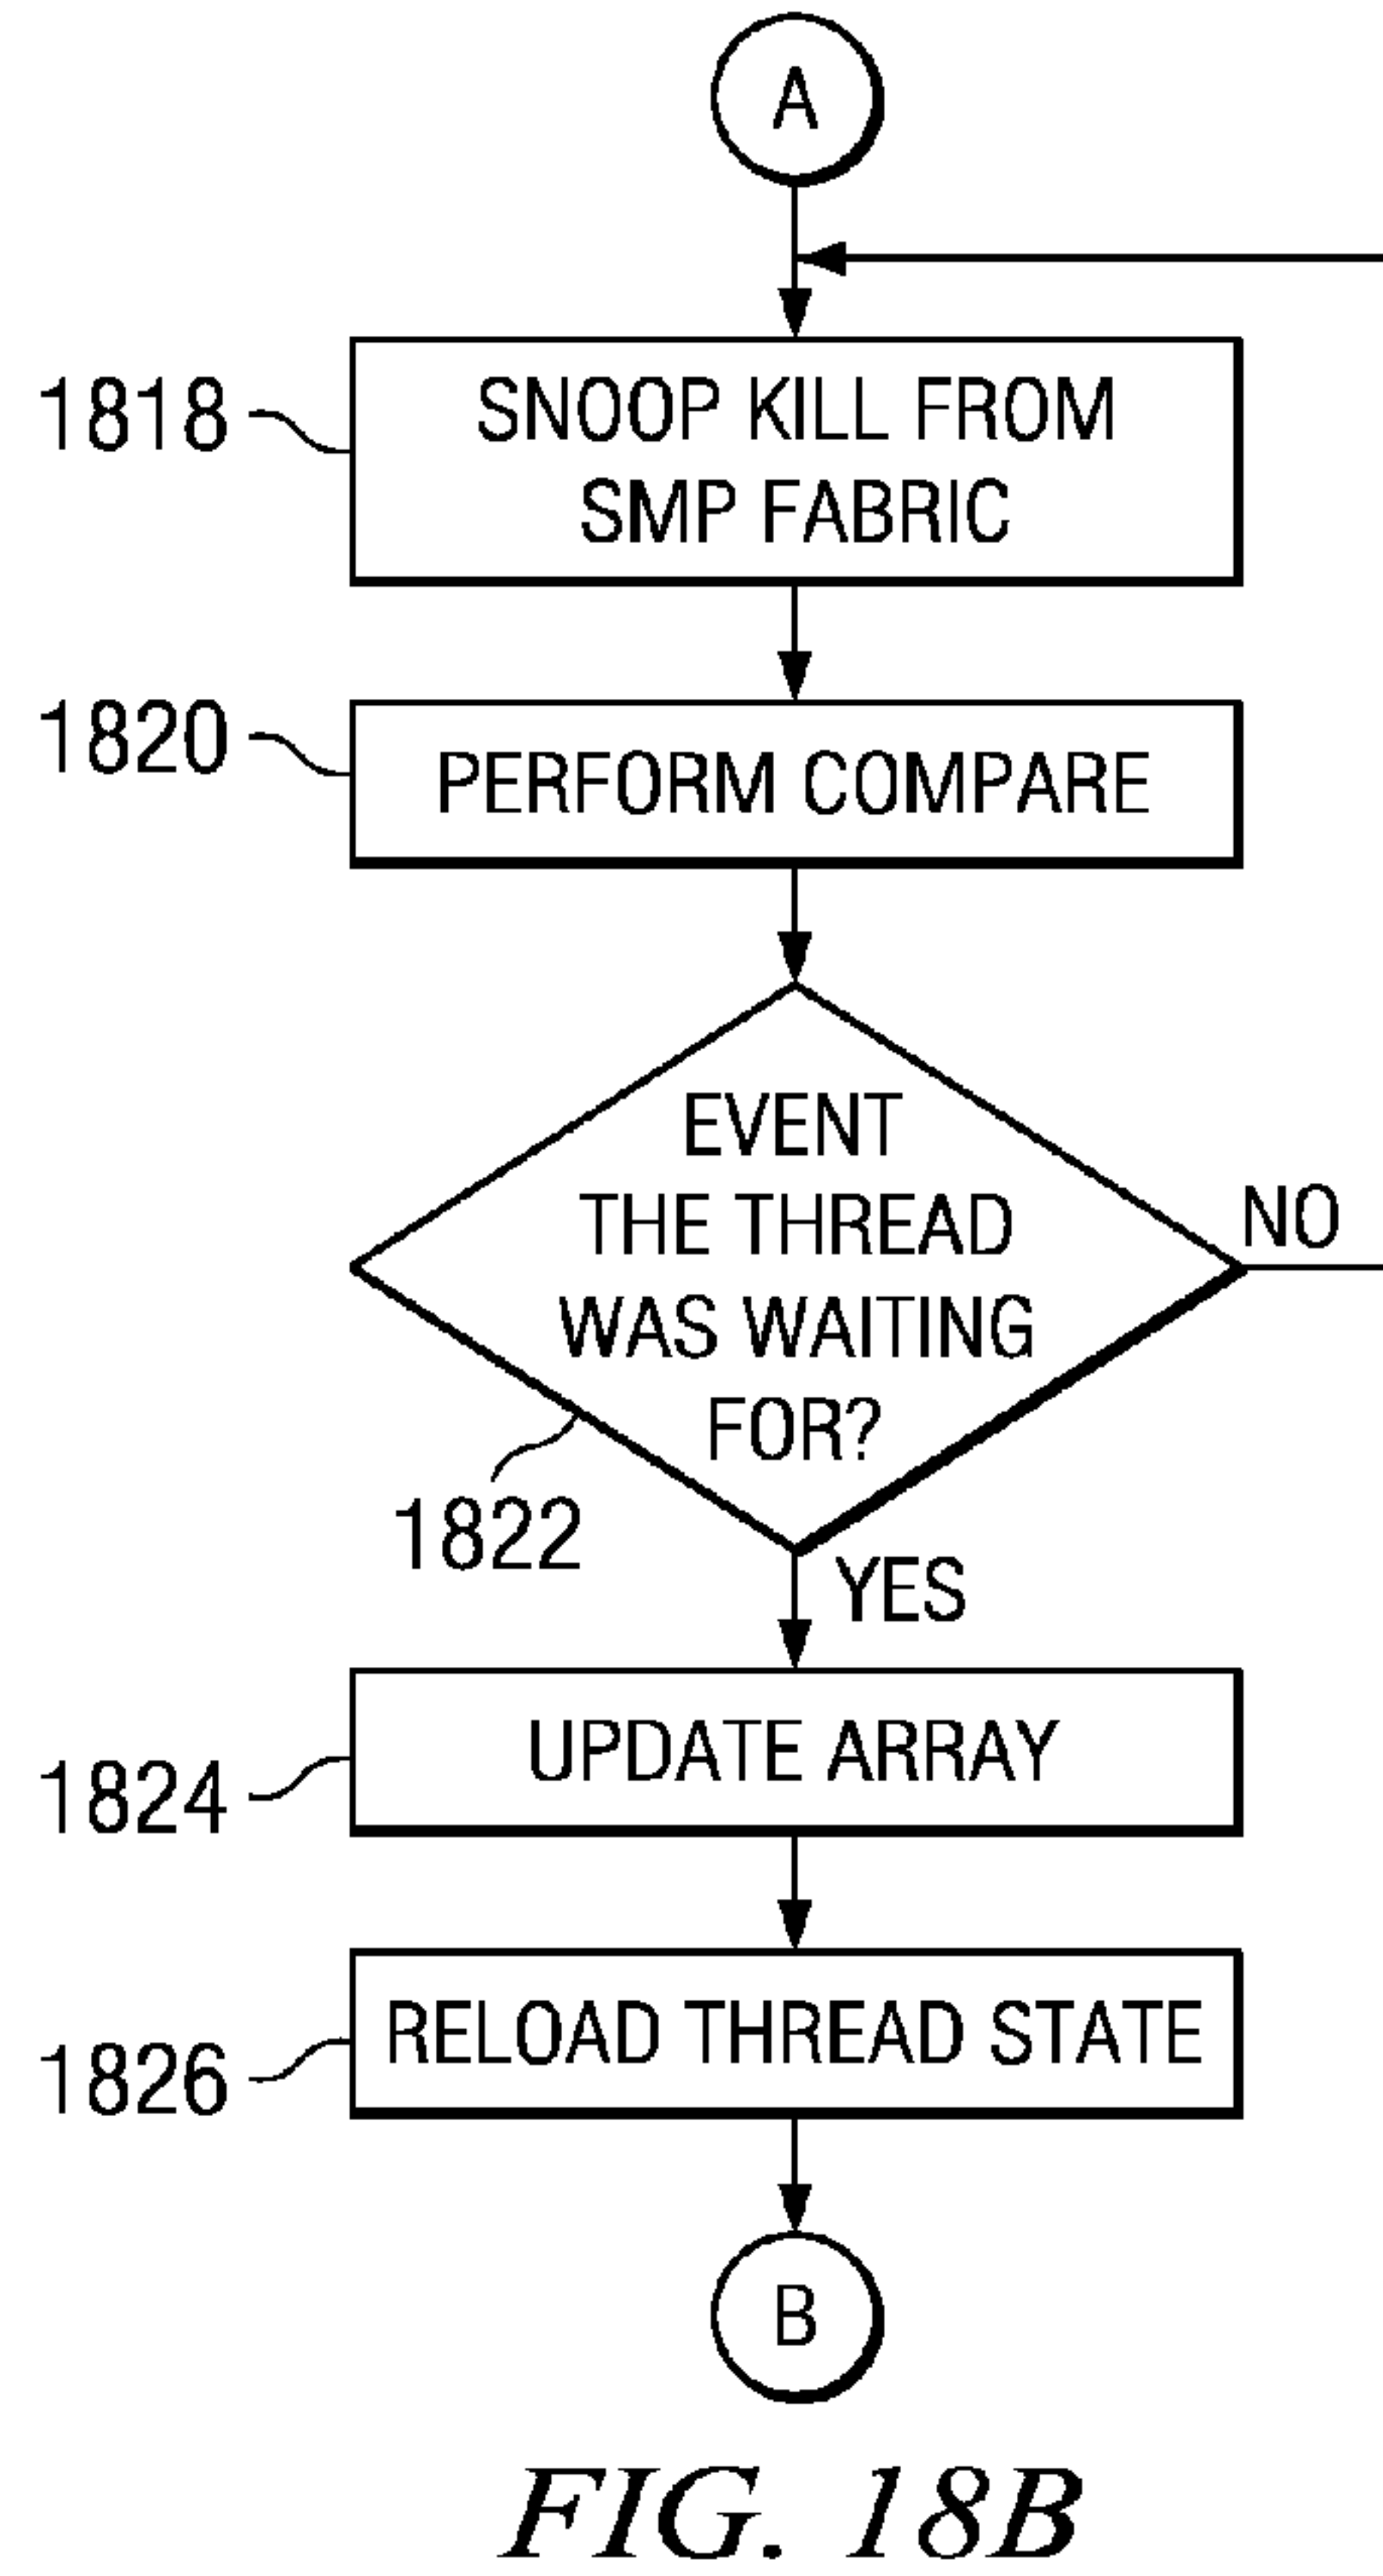 A
1818
SNOOP KILL FROM
SMP FABRIC
1820
PERFORM COMPARE
EVENT
THE THREAD
WAS WAITING
FOR?
NO
1822
YES
1824
UPDATE ARRAY
1826
RELOAD THREAD STATE
B
FIG. 18B